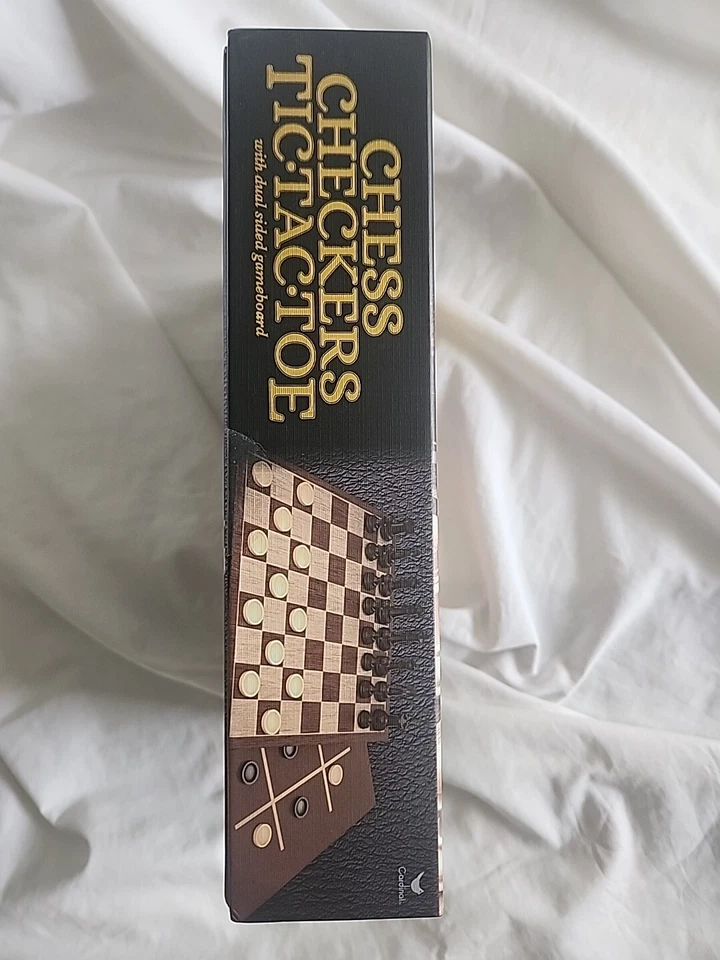 CHESS
CHECKERS
TIC•TAC•TOE
with dual sided gameboard
Cardinal